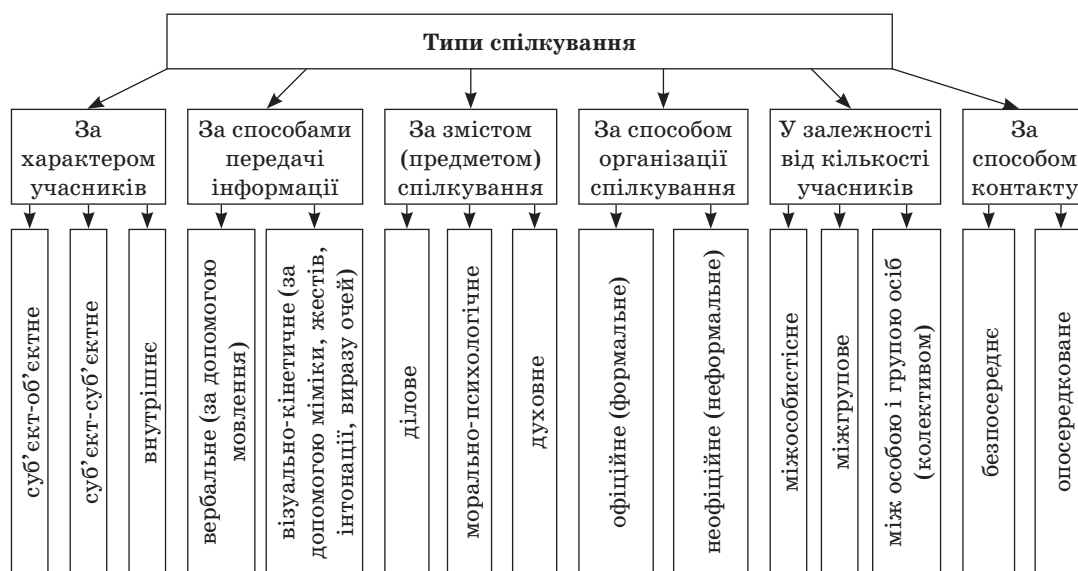 Типи спілкування
За
характером
учасників
За способами
передачі
інформації
За змістом
(предметом)
спілкування
За способом
організації
спілкування
У залежності
від кількості
учасників
За
способом
контакту
суб’єкт-об’єктне
суб’єкт-суб’єктне
внутрішнє
вербальне (за допомогою
мовлення)
візуально-кінетичне (за
допомогою міміки, жестів,
інтонації, виразу очей)
ділове
морально-психологічне
духовне
офіційне (формальне)
неофіційне (неформальне)
міжособистісне
міжгрупове
між особою і групою осіб
(колективом)
безпосереднє
опосередковане